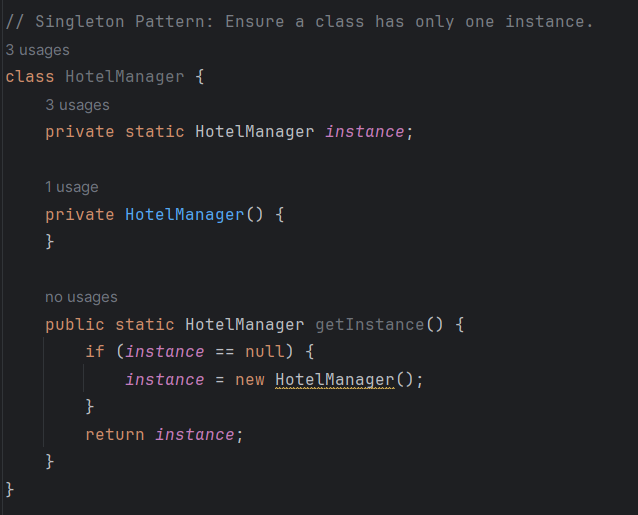 // Singleton Pattern: Ensure a class has only one instance.
3 usages
class HotelManager {
3 usages
private static HotelManager instance;
1 usage
private HotelManager() {
}
no usages
public static HotelManager getInstance() {
if (instance == null) {
instance = new HotelManager();
}
return instance;
}
}